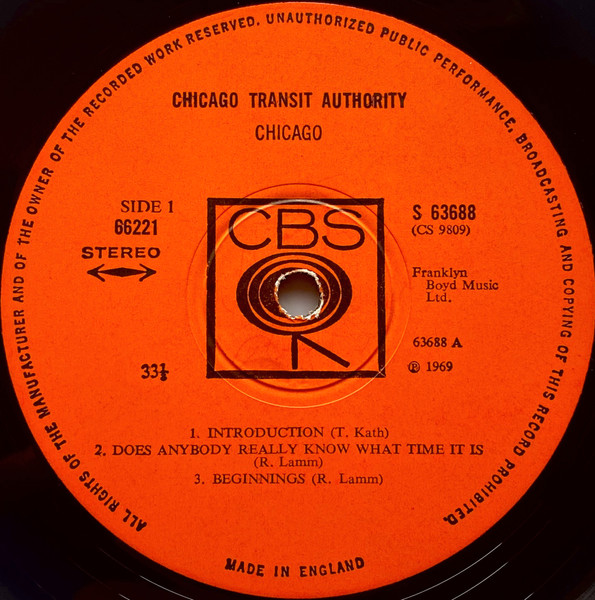 ALL RIGHTS OF THE MANUFACTURER AND OF THE OWNER OF THE RECORDED WORK RESERVED. UNAUTHORIZED PUBLIC PERFORMANCE, BROADCASTING AND COPYING OF THIS RECORD PROHIBITED.
CHICAGO TRANSIT AUTHORITY
CHICAGO
SIDE 1
66221
STEREO
CBS
S 63688
(CS 9809)
Franklyn
Boyd Music
Ltd.
33⅓
63688 A
℗ 1969
1. INTRODUCTION (T. Kath)
2. DOES ANYBODY REALLY KNOW WHAT TIME IT IS
(R. Lamm)
3. BEGINNINGS (R. Lamm)
MADE IN ENGLAND